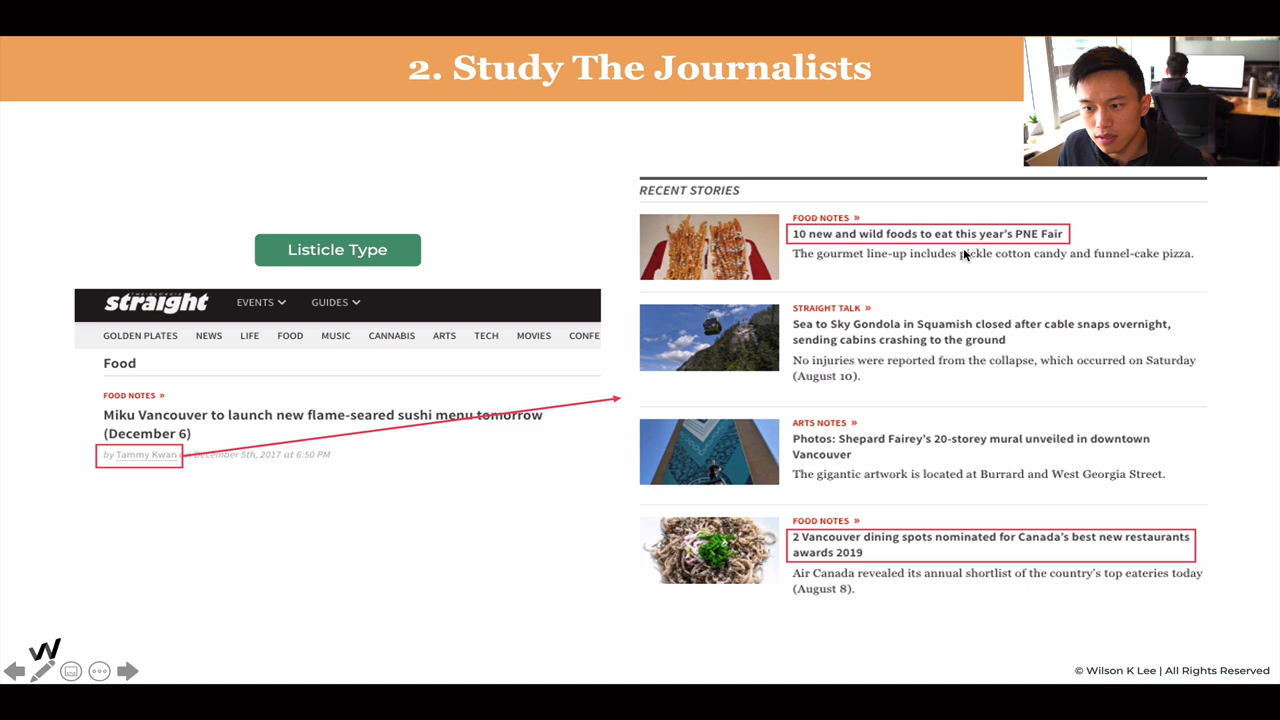 2. Study The Journalists
Listicle Type
THE GEORGIA
straight
EVENTS
GUIDES
GOLDEN PLATES
NEWS
LIFE
FOOD
MUSIC
CANNABIS
ARTS
TECH
MOVIES
CONFE
Food
FOOD NOTES »
Miku Vancouver to launch new flame-seared sushi menu tomorrow
(December 6)
by Tammy Kwan on December 5th, 2017 at 6:50 PM
RECENT STORIES
FOOD NOTES »
10 new and wild foods to eat this year's PNE Fair
The gourmet line-up includes pickle cotton candy and funnel-cake pizza.
STRAIGHT TALK »
Sea to Sky Gondola in Squamish closed after cable snaps overnight,
sending cabins crashing to the ground
No injuries were reported from the collapse, which occurred on Saturday
(August 10).
ARTS NOTES »
Photos: Shepard Fairey's 20-storey mural unveiled in downtown
Vancouver
The gigantic artwork is located at Burrard and West Georgia Street.
FOOD NOTES »
2 Vancouver dining spots nominated for Canada's best new restaurants
awards 2019
Air Canada revealed its annual shortlist of the country's top eateries today
(August 8).
W
© Wilson K Lee | All Rights Reserved